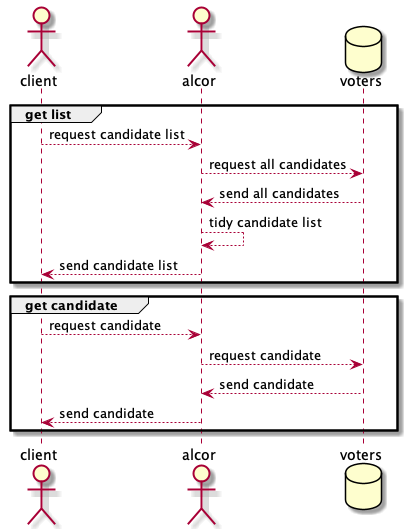 client alcor voters
get list
request candidate list
request all candidates
send all candidates
tidy candidate list
send candidate list
get candidate
request candidate
request candidate
send candidate
send candidate
client alcor voters